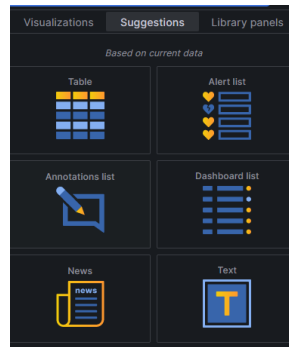 Visualizations Suggestions Library panels
Based on current data
Table Alert list
Annotations list Dashboard list
News Text
news
T